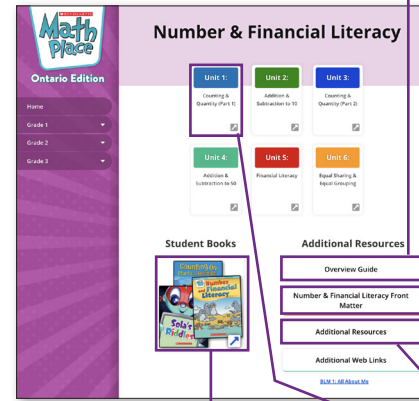 SCHOLASTIC
Math
Place
Ontario Edition
Home
Grade 1
Grade 2
Grade 3
Number & Financial Literacy
Unit 1:
Counting &
Quantity (Part 1)
Unit 2:
Addition &
Subtraction to 10
Unit 3:
Counting &
Quantity (Part 2)
Unit 4:
Addition &
Subtraction to 50
Unit 5:
Financial Literacy
Unit 6:
Equal Sharing &
Equal Grouping
Student Books
Number
and Financial
Literacy
Sola's
Riddles
Additional Resources
Overview Guide
Number & Financial Literacy Front
Matter
Additional Resources
Additional Web Links
BLM 1: All About Me